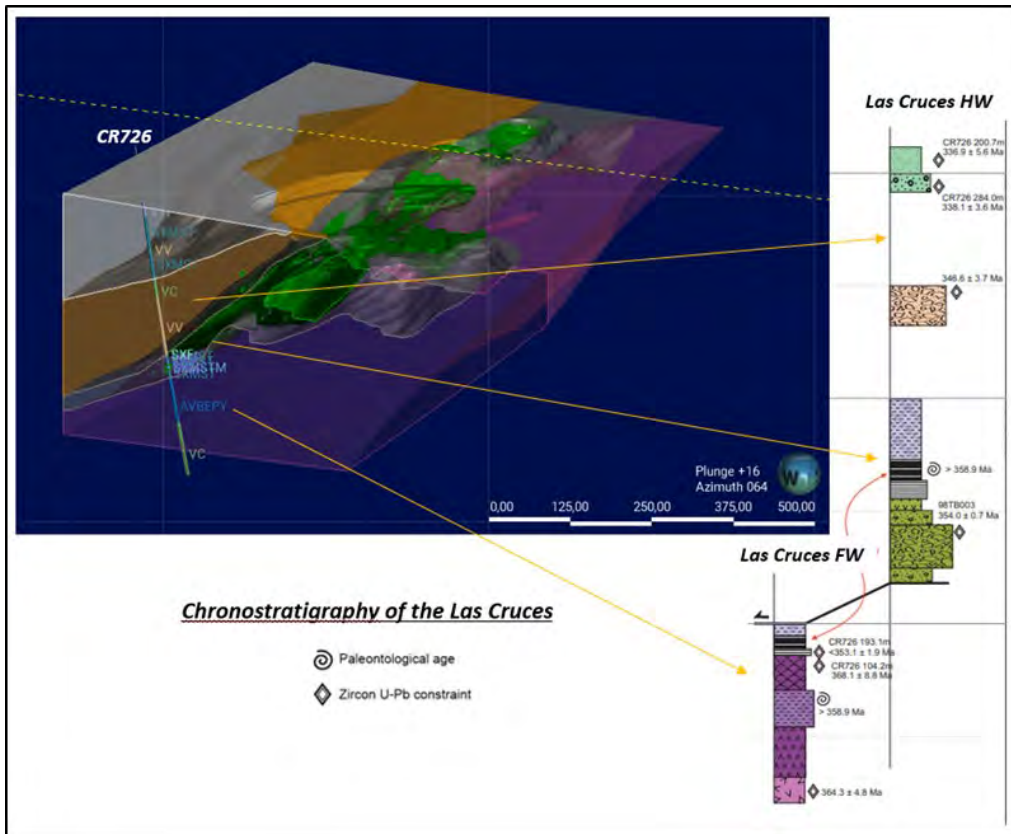 CR726
VV
VC
VV
SXMSTM
AVBEPY
VC
Plunge +16
Azimuth 064
W
0,00 125,00 250,00 375,00 500,00
Las Cruces HW
CR726 200.7m
336.9 ± 5.6 Ma
CR726 284.0m
338.1 ± 3.6 Ma
346.6 ± 3.7 Ma
> 358.9 Ma
98TB003
354.0 ± 0.7 Ma
Las Cruces FW
CR726 193.1m
<353.1 ± 1.9 Ma
CR726 104.2m
368.1 ± 8.8 Ma
> 358.9 Ma
364.3 ± 4.8 Ma
Chronostratigraphy of the Las Cruces
Paleontological age
Zircon U-Pb constraint